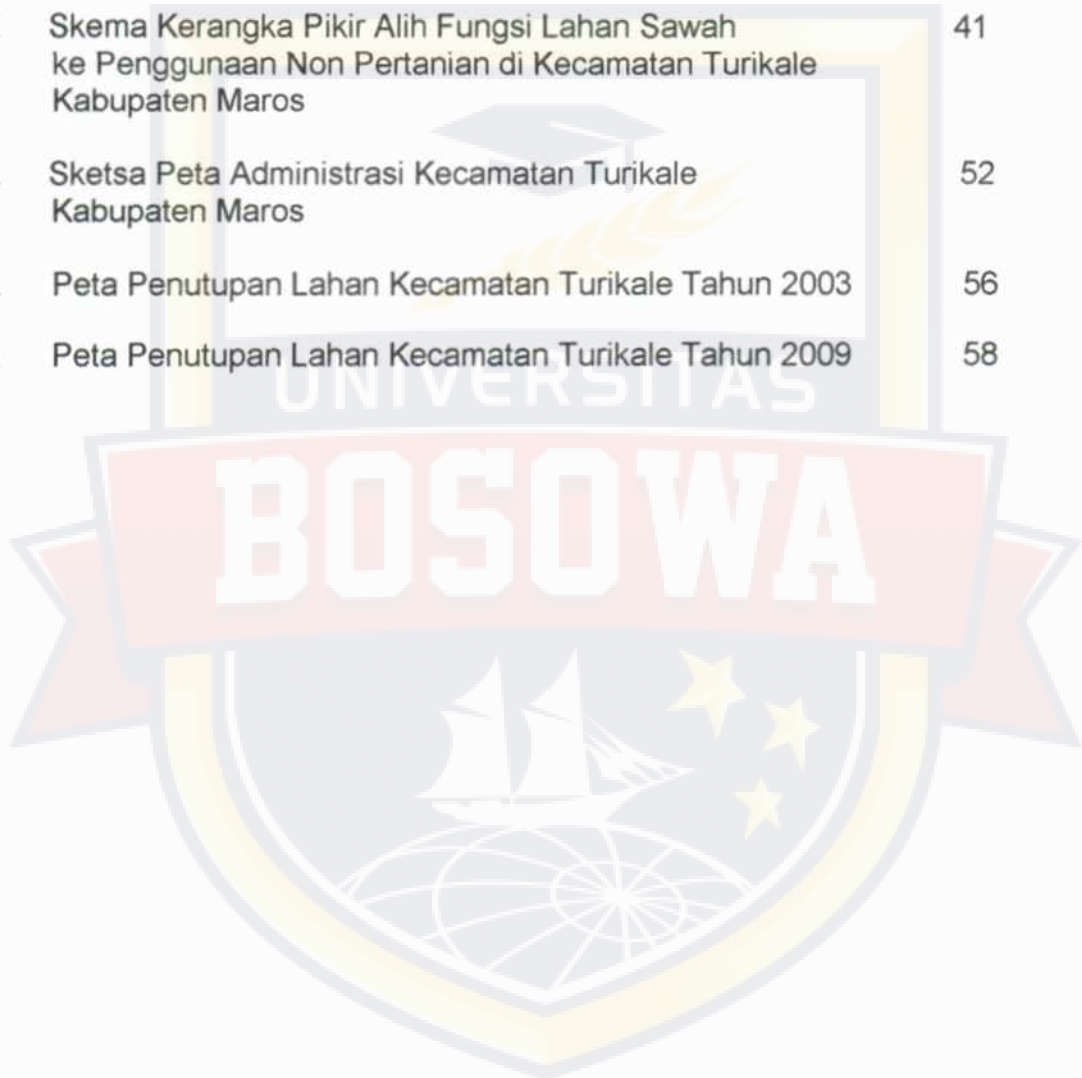 Skema Kerangka Pikir Alih Fungsi Lahan Sawah 41
ke Penggunaan Non Pertanian di Kecamatan Turikale
Kabupaten Maros
Sketsa Peta Administrasi Kecamatan Turikale 52
Kabupaten Maros
Peta Penutupan Lahan Kecamatan Turikale Tahun 2003 56
Peta Penutupan Lahan Kecamatan Turikale Tahun 2009 58
UNIVERSITAS
BOSOWA